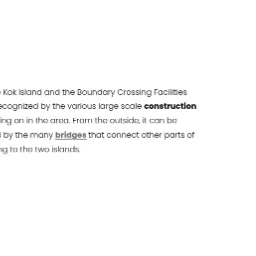 Kok Island and the Boundary Crossing Facilities
ecognized by the various large scale construction
ing on in the area. From the outside, it can be
by the many bridges that connect other parts of
ng to the two islands.